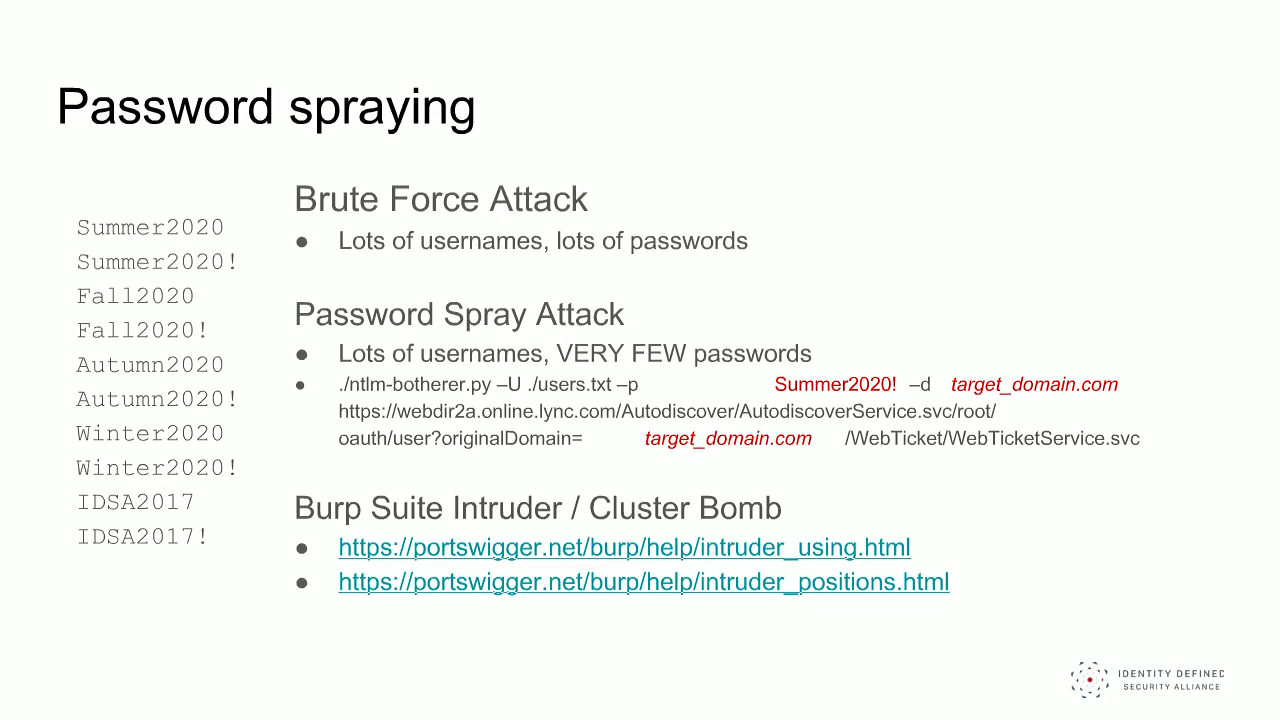 Password spraying
Summer2020
Summer2020!
Fall2020
Fall2020!
Autumn2020
Autumn2020!
Winter2020
Winter2020!
IDSA2017
IDSA2017!
Brute Force Attack
● Lots of usernames, lots of passwords
Password Spray Attack
● Lots of usernames, VERY FEW passwords
● ./ntlm-botherer.py –U ./users.txt –p Summer2020! –d target_domain.com
https://webdir2a.online.lync.com/Autodiscover/AutodiscoverService.svc/root/
oauth/user?originalDomain= target_domain.com /WebTicket/WebTicketService.svc
Burp Suite Intruder / Cluster Bomb
● https://portswigger.net/burp/help/intruder_using.html
● https://portswigger.net/burp/help/intruder_positions.html
IDENTITY DEFINED
SECURITY ALLIANCE